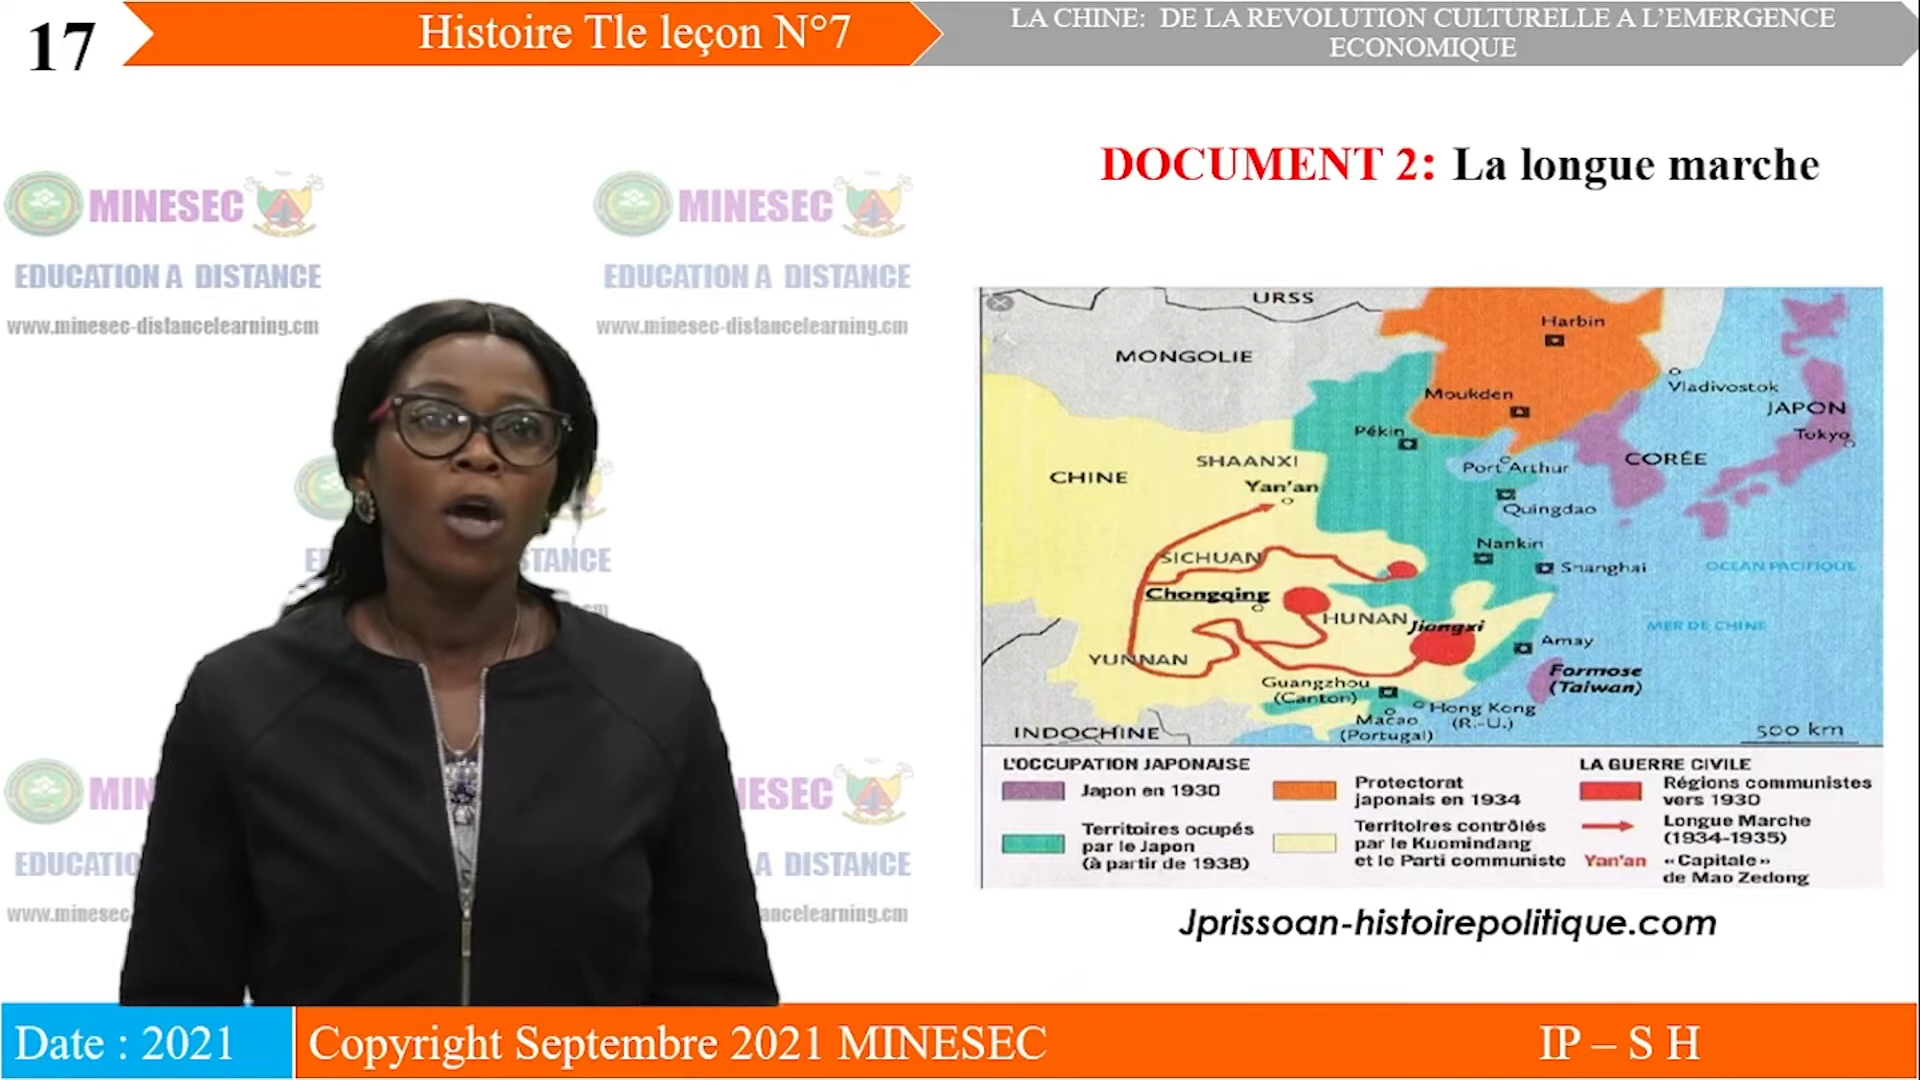 17
Histoire Tle leçon N°7
LA CHINE: DE LA REVOLUTION CULTURELLE A L'EMERGENCE
ECONOMIQUE
DOCUMENT 2: La longue marche
MINESEC
EDUCATION A DISTANCE
www.minesec-distancelearning.cm
MINESEC
EDUCATION A DISTANCE
www.minesec-distancelearning.cm
URSS
MONGOLIE
Harbin
Vladivostok
Moukden
JAPON
Tokyo
Pékin
CORÉE
Port Arthur
SHAANXI
CHINE
Yan'an
Quingdao
Nankin
Shanghai
SICHUAN
OCEAN PACIFIQUE
Chongqing
HUNAN
Jiangxi
MER DE CHINE
Amay
YUNNAN
Formose
(Taiwan)
Guangzhou
(Canton)
Hong Kong
(R.-U.)
Macao
(Portugal)
INDOCHINE
500 km
L'OCCUPATION JAPONAISE
Japon en 1930
Territoires occupés
par le Japon
(à partir de 1938)
Protectorat
japonais en 1934
Territoires contrôlés
par le Kuomindang
et le Parti communiste
LA GUERRE CIVILE
Régions communistes
vers 1930
Longue Marche
(1934-1935)
Yan'an «Capitale»
de Mao Zedong
Jprissoan-histoirepolitique.com
Date : 2021
Copyright Septembre 2021 MINESEC
IP – S H